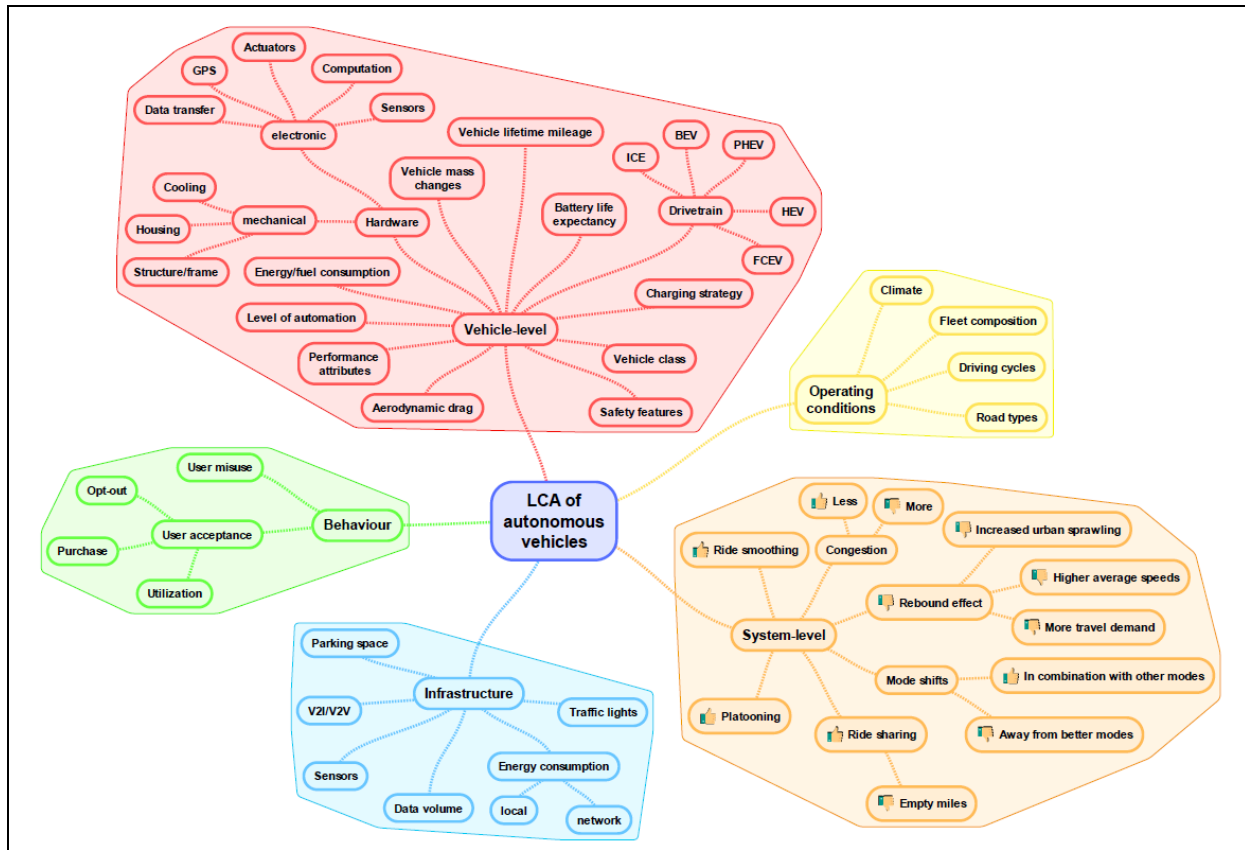 Actuators
GPS
Computation
Data transfer
Sensors
electronic
Vehicle lifetime mileage
BEV
PHEV
ICE
Vehicle mass
changes
Cooling
Battery life
expectancy
Drivetrain
HEV
mechanical
Hardware
Housing
FCEV
Structure/frame
Energy/fuel consumption
Charging strategy
Level of automation
Vehicle-level
Performance
attributes
Vehicle class
Aerodynamic drag
Safety features
Climate
Fleet composition
Driving cycles
Operating
conditions
Road types
User misuse
Opt-out
Behaviour
User acceptance
Purchase
Utilization
LCA of
autonomous
vehicles
Less
More
Increased urban sprawling
Ride smoothing
Congestion
Higher average speeds
Rebound effect
More travel demand
System-level
Mode shifts
In combination with other modes
Platooning
Ride sharing
Away from better modes
Empty miles
Parking space
Infrastructure
V2I/V2V
Traffic lights
Sensors
Energy consumption
Data volume
local
network